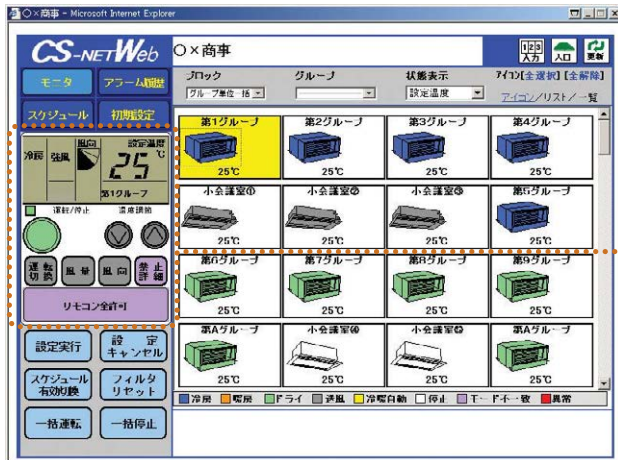 ○×商事 - Microsoft Internet Explorer
CS-NETWeb
○×商事
123
入力
入口
更新
モニタ
アラーム履歴
スケジュール
初期設定
ブロック
グループ
状態表示
アイコン[全選択] [全解除]
グループ単位一括
設定温度
アイコン/リスト/一覧
冷房
強風
風向
設定温度
25 ℃
第1グループ
運転/停止
温度調節
運転切換
風量
風向
禁止詳細
リモコン全許可
設定実行
設定キャンセル
スケジュール有効切換
フィルタリセット
一括運転
一括停止
第1グループ
第2グループ
第3グループ
第4グループ
25℃
25℃
25℃
25℃
小会議室①
小会議室②
小会議室③
第5グループ
25℃
25℃
25℃
25℃
第6グループ
第7グループ
第8グループ
第9グループ
25℃
25℃
25℃
25℃
第Aグループ
小会議室
小会議室
第Aグループ
25℃
25℃
25℃
25℃
冷房 暖房 ドライ 送風 冷暖自動 停止 モード不一致 異常